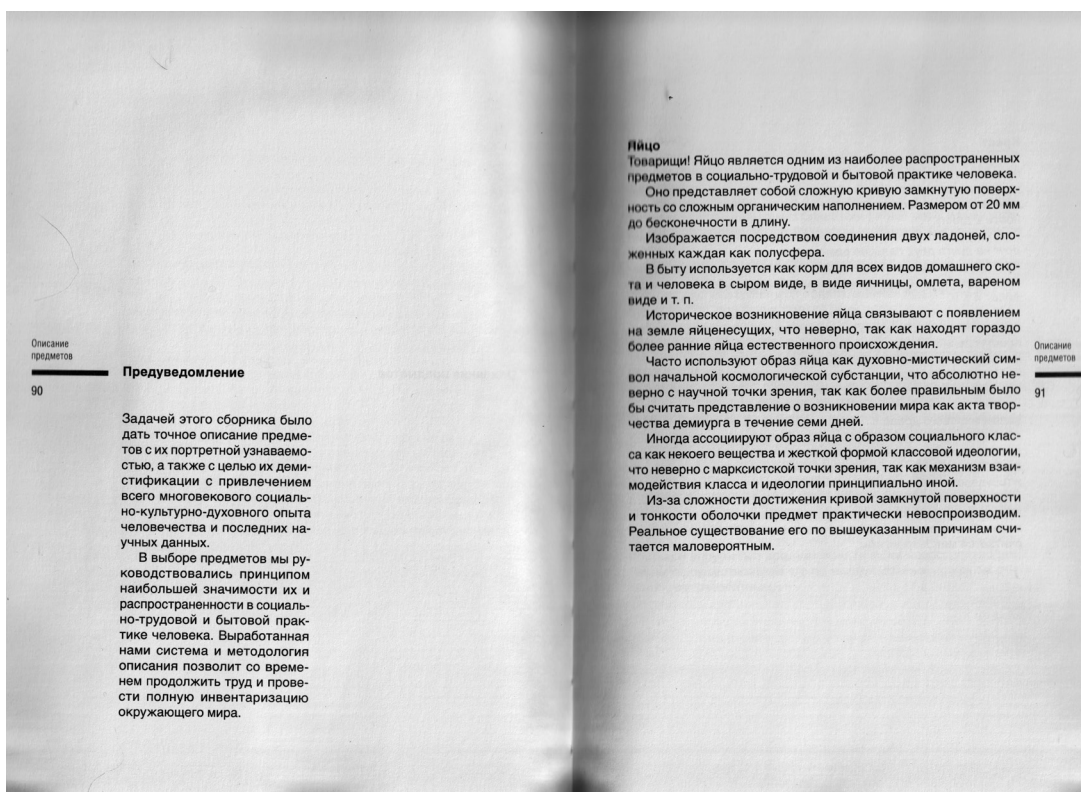 Описание
предметов
90
Предуведомление
Задачей этого сборника было
дать точное описание предме-
тов с их портретной узнаваемо-
стью, а также с целью их деми-
стификации с привлечением
всего многовекового социаль-
но-культурно-духовного опыта
человечества и последних на-
учных данных.
В выборе предметов мы ру-
ководствовались принципом
наибольшей значимости их и
распространенности в социаль-
но-трудовой и бытовой прак-
тике человека. Выработанная
нами система и методология
описания позволит со време-
нем продолжить труд и прове-
сти полную инвентаризацию
окружающего мира.
Яйцо
Товарищи! Яйцо является одним из наиболее распространенных
предметов в социально-трудовой и бытовой практике человека.
Оно представляет собой сложную кривую замкнутую поверх-
ность со сложным органическим наполнением. Размером от 20 мм
до бесконечности в длину.
Изображается посредством соединения двух ладоней, сло-
женных каждая как полусфера.
В быту используется как корм для всех видов домашнего ско-
та и человека в сыром виде, в виде яичницы, омлета, вареном
виде и т. п.
Историческое возникновение яйца связывают с появлением
на земле яйценесущих, что неверно, так как находят гораздо
более ранние яйца естественного происхождения.
Часто используют образ яйца как духовно-мистический сим-
вол начальной космологической субстанции, что абсолютно не-
верно с научной точки зрения, так как более правильным было
бы считать представление о возникновении мира как акта твор-
чества демиурга в течение семи дней.
Иногда ассоциируют образ яйца с образом социального клас-
са как некоего вещества и жесткой формой классовой идеологии,
что неверно с марксистской точки зрения, так как механизм взаи-
модействия класса и идеологии принципиально иной.
Из-за сложности достижения кривой замкнутой поверхности
и тонкости оболочки предмет практически невоспроизводим.
Реальное существование его по вышеуказанным причинам счи-
тается маловероятным.
Описание
предметов
91